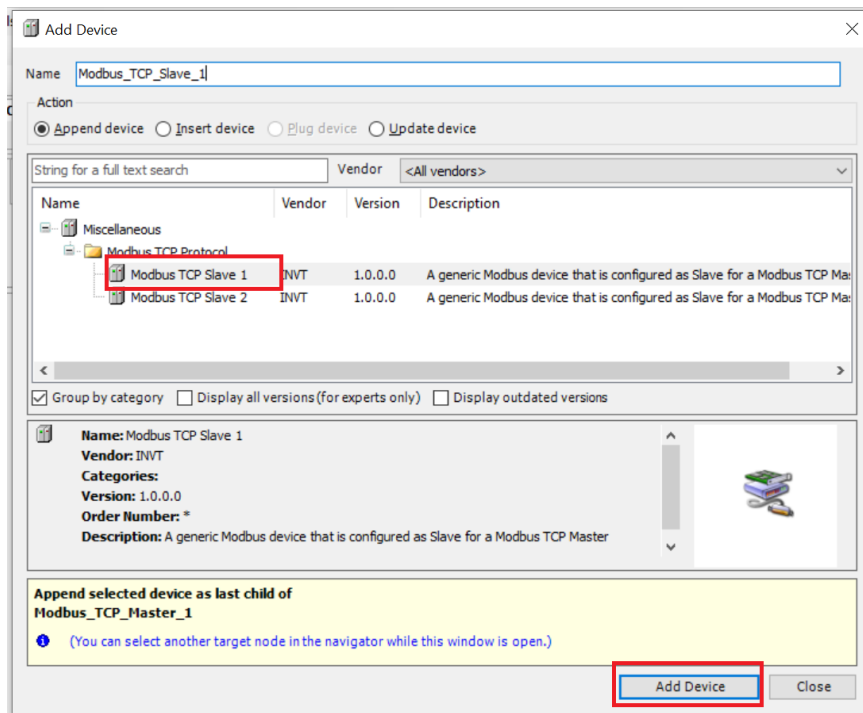 Add Device
Name Modbus_TCP_Slave_1
Action
Append device Insert device Plug device Update device
String for a full text search Vendor <All vendors>
Name Vendor Version Description
Miscellaneous
Modbus TCP Protocol
Modbus TCP Slave 1 INVT 1.0.0.0 A generic Modbus device that is configured as Slave for a Modbus TCP Ma
Modbus TCP Slave 2 INVT 1.0.0.0 A generic Modbus device that is configured as Slave for a Modbus TCP Ma
Group by category Display all versions (for experts only) Display outdated versions
Name: Modbus TCP Slave 1
Vendor: INVT
Categories:
Version: 1.0.0.0
Order Number: *
Description: A generic Modbus device that is configured as Slave for a Modbus TCP Master
Append selected device as last child of
Modbus_TCP_Master_1
(You can select another target node in the navigator while this window is open.)
Add Device Close